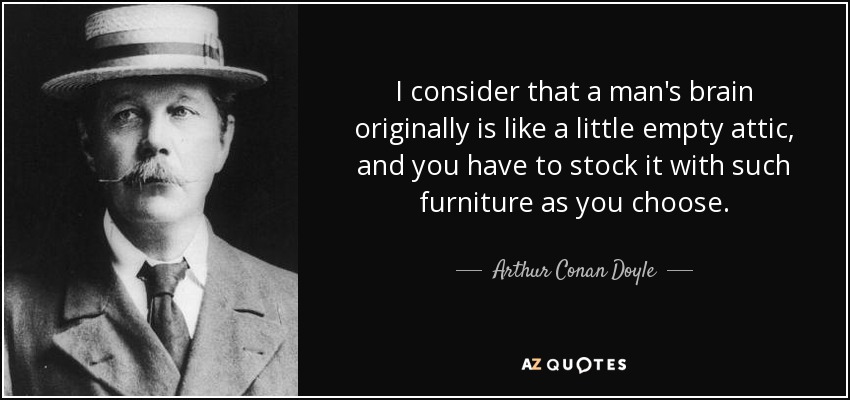 I consider that a man's brain
originally is like a little empty attic,
and you have to stock it with such
furniture as you choose.
Arthur Conan Doyle
AZ QUOTES